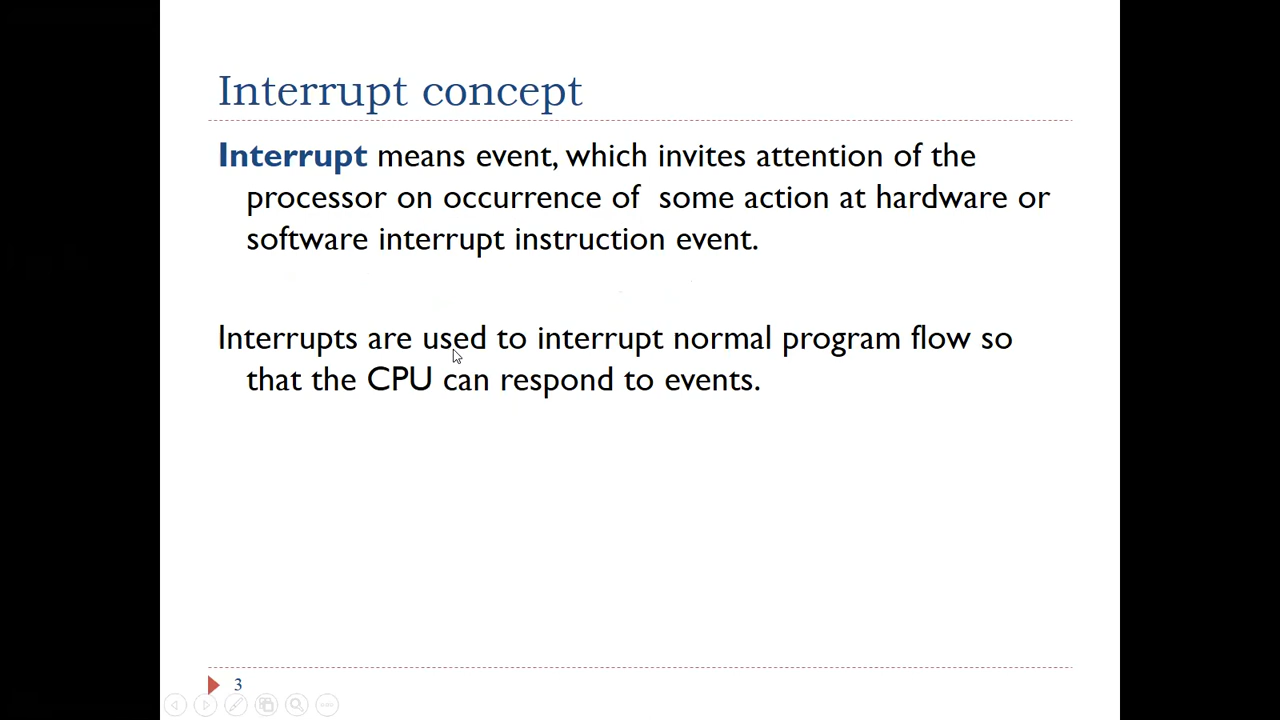 Interrupt concept
Interrupt means event, which invites attention of the
processor on occurrence of  some action at hardware or
software interrupt instruction event.
Interrupts are used to interrupt normal program flow so
that the CPU can respond to events.
3